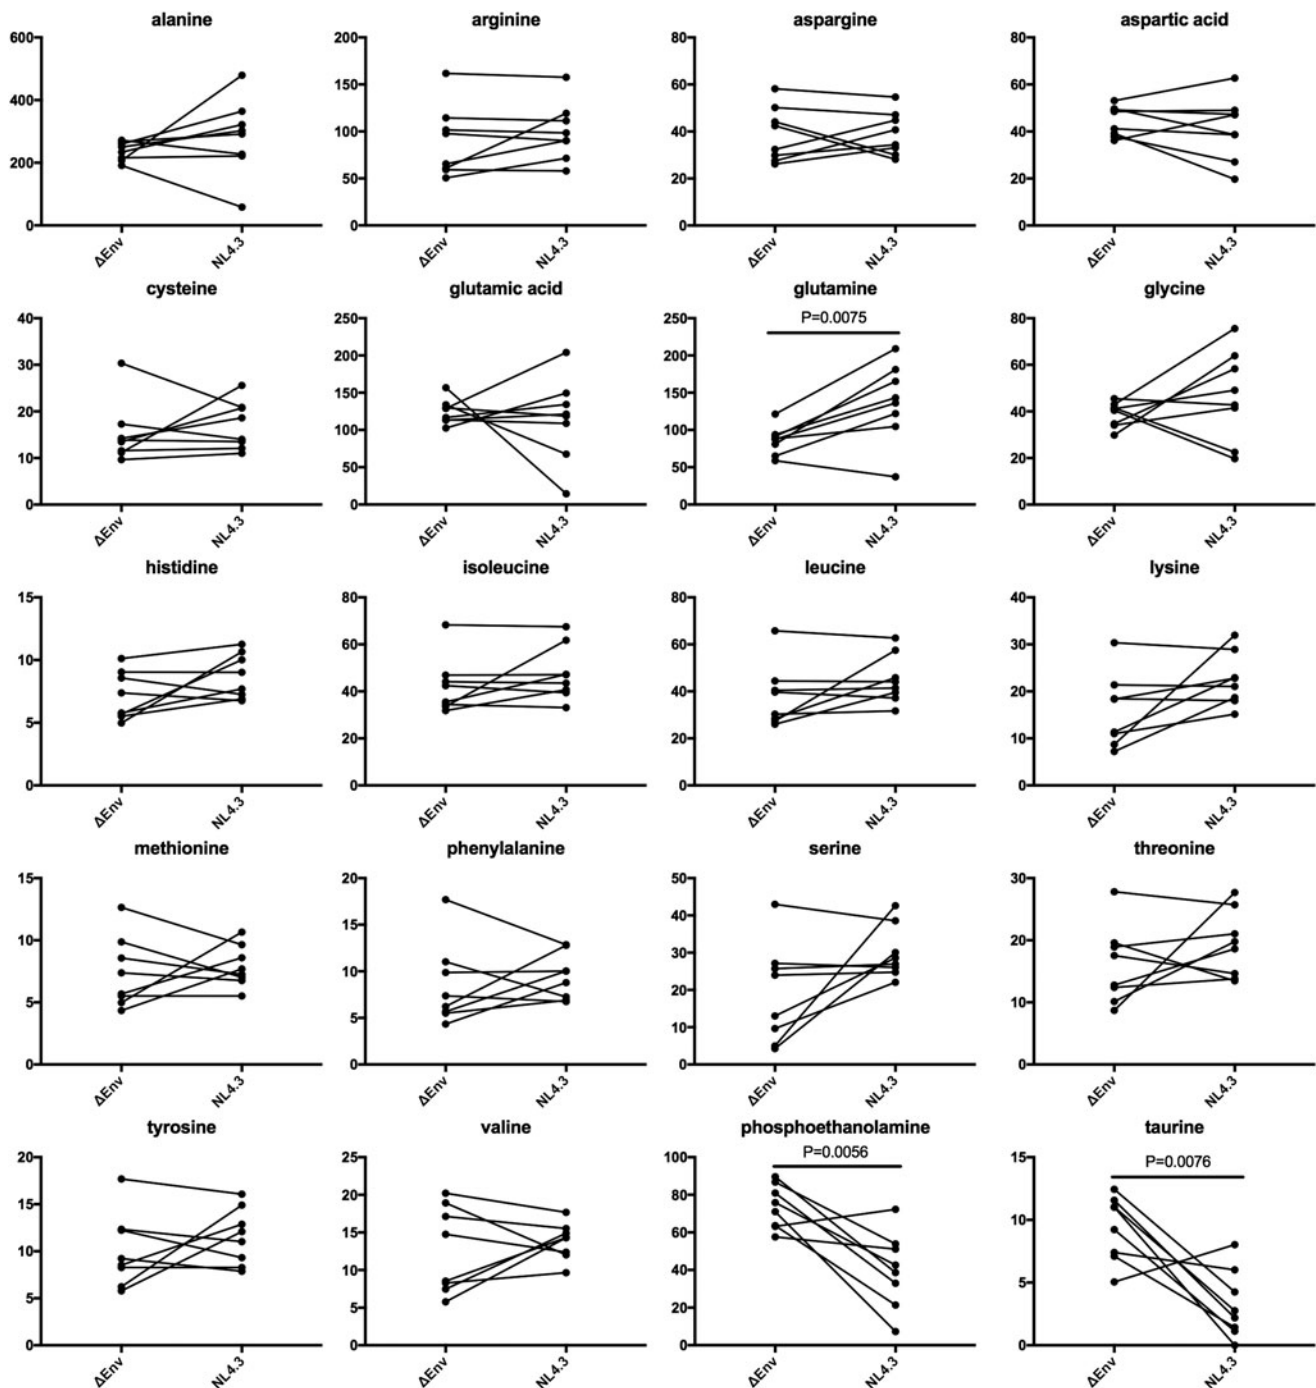 alanine
600
400
200
0
ΔEnv
NL4.3
arginine
200
150
100
50
0
ΔEnv
NL4.3
aspargine
80
60
40
20
0
ΔEnv
NL4.3
aspartic acid
80
60
40
20
0
ΔEnv
NL4.3
cysteine
40
30
20
10
0
ΔEnv
NL4.3
glutamic acid
250
200
150
100
50
0
ΔEnv
NL4.3
glutamine
P=0.0075
250
200
150
100
50
0
ΔEnv
NL4.3
glycine
80
60
40
20
0
ΔEnv
NL4.3
histidine
15
10
5
0
ΔEnv
NL4.3
isoleucine
80
60
40
20
0
ΔEnv
NL4.3
leucine
80
60
40
20
0
ΔEnv
NL4.3
lysine
40
30
20
10
0
ΔEnv
NL4.3
methionine
15
10
5
0
ΔEnv
NL4.3
phenylalanine
20
15
10
5
0
ΔEnv
NL4.3
serine
50
40
30
20
10
0
ΔEnv
NL4.3
threonine
30
20
10
0
ΔEnv
NL4.3
tyrosine
20
15
10
5
0
ΔEnv
NL4.3
valine
25
20
15
10
5
0
ΔEnv
NL4.3
phosphoethanolamine
P=0.0056
100
80
60
40
20
0
ΔEnv
NL4.3
taurine
P=0.0076
15
10
5
0
ΔEnv
NL4.3